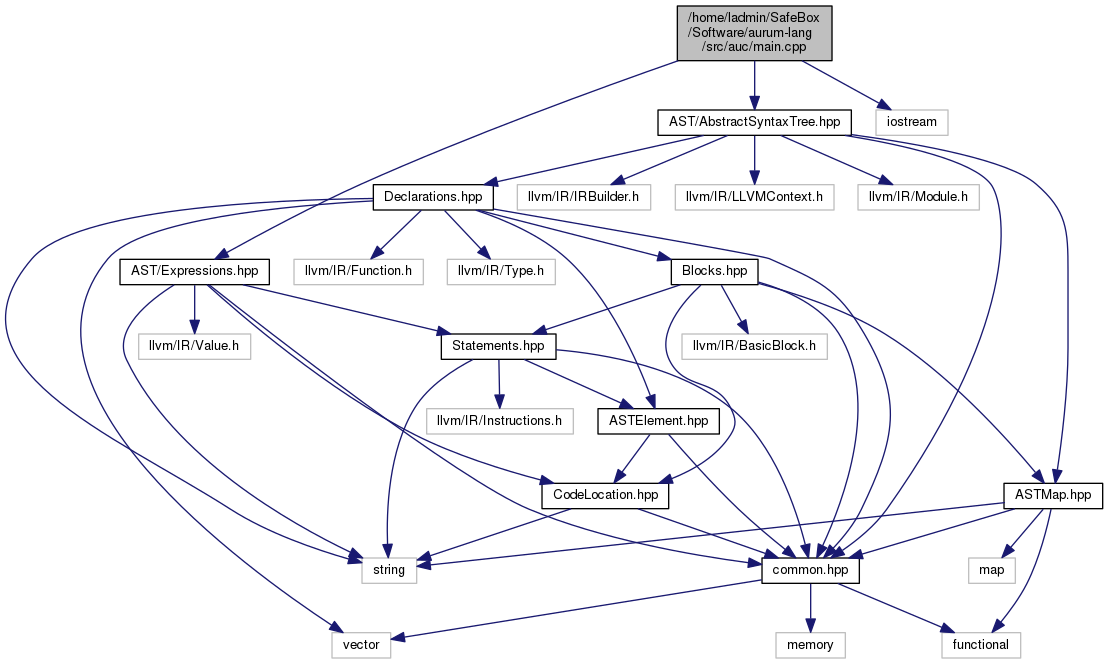 /home/ladmin/SafeBox
/Software/aurum-lang
/src/auc/main.cpp
AST/AbstractSyntaxTree.hpp
iostream
Declarations.hpp
llvm/IR/IRBuilder.h
llvm/IR/LLVMContext.h
llvm/IR/Module.h
AST/Expressions.hpp
llvm/IR/Function.h
llvm/IR/Type.h
Blocks.hpp
llvm/IR/Value.h
Statements.hpp
llvm/IR/BasicBlock.h
llvm/IR/Instructions.h
ASTElement.hpp
CodeLocation.hpp
ASTMap.hpp
string
common.hpp
map
vector
memory
functional